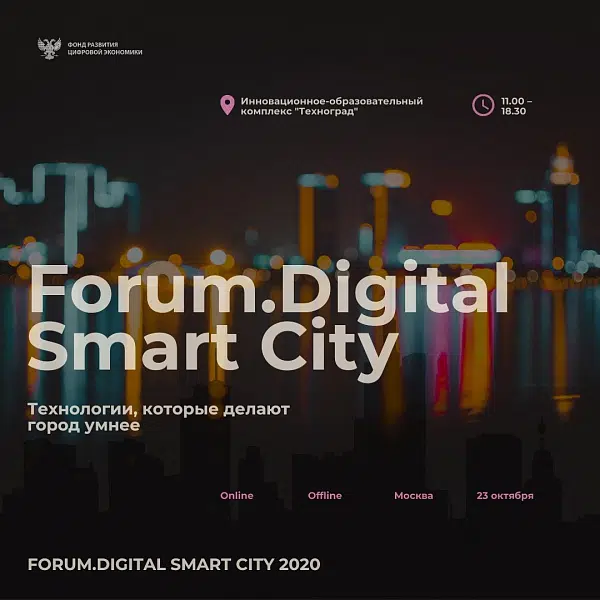 ФОНД РАЗВИТИЯ
ЦИФРОВОЙ ЭКОНОМИКИ
Инновационное-образовательный
комплекс "Техноград"
11.00 –
18.30
Forum.Digital
Smart City
Технологии, которые делают
город умнее
Online Offline Москва 23 октября
FORUM.DIGITAL SMART CITY 2020